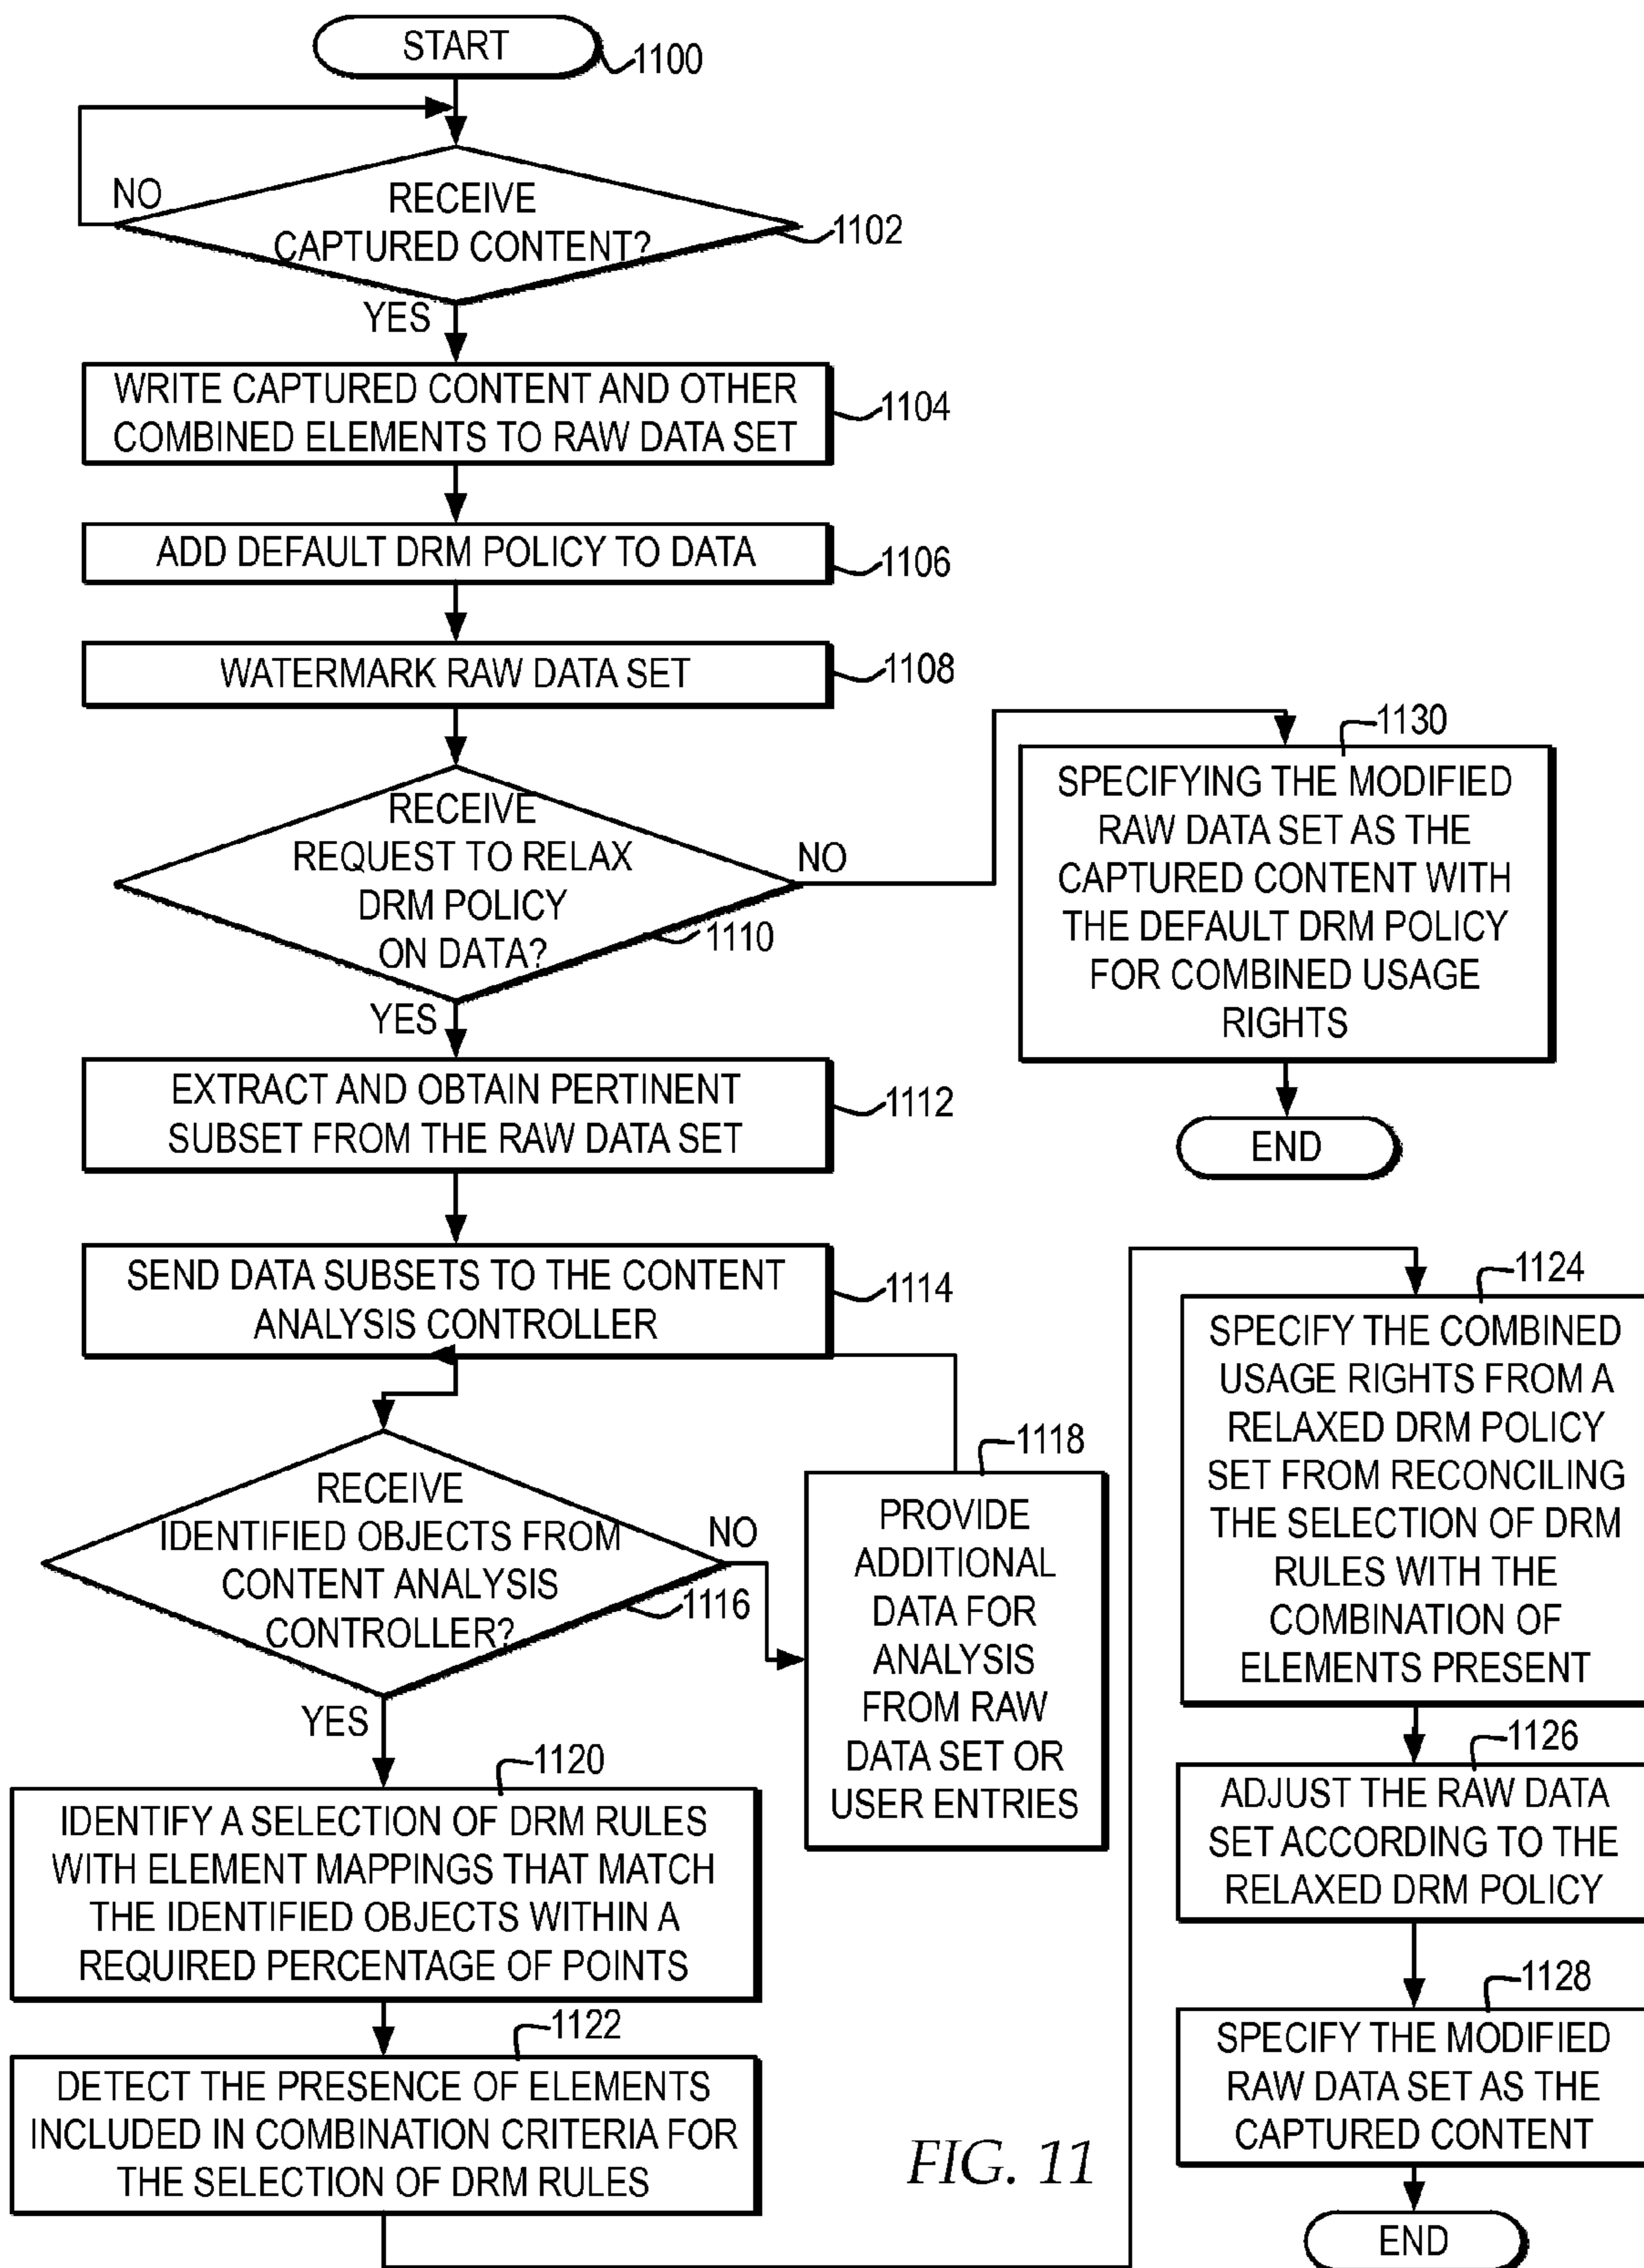 START
1100
NO
RECEIVE
CAPTURED CONTENT?
1102
YES
WRITE CAPTURED CONTENT AND OTHER
COMBINED ELEMENTS TO RAW DATA SET
1104
ADD DEFAULT DRM POLICY TO DATA
1106
WATERMARK RAW DATA SET
1108
RECEIVE
REQUEST TO RELAX
DRM POLICY
ON DATA?
1110
NO
YES
1130
SPECIFYING THE MODIFIED
RAW DATA SET AS THE
CAPTURED CONTENT WITH
THE DEFAULT DRM POLICY
FOR COMBINED USAGE
RIGHTS
END
EXTRACT AND OBTAIN PERTINENT
SUBSET FROM THE RAW DATA SET
1112
SEND DATA SUBSETS TO THE CONTENT
ANALYSIS CONTROLLER
1114
RECEIVE
IDENTIFIED OBJECTS FROM
CONTENT ANALYSIS
CONTROLLER?
1116
NO
YES
1118
PROVIDE
ADDITIONAL
DATA FOR
ANALYSIS
FROM RAW
DATA SET OR
USER ENTRIES
1120
IDENTIFY A SELECTION OF DRM RULES
WITH ELEMENT MAPPINGS THAT MATCH
THE IDENTIFIED OBJECTS WITHIN A
REQUIRED PERCENTAGE OF POINTS
1122
DETECT THE PRESENCE OF ELEMENTS
INCLUDED IN COMBINATION CRITERIA FOR
THE SELECTION OF DRM RULES
1124
SPECIFY THE COMBINED
USAGE RIGHTS FROM A
RELAXED DRM POLICY
SET FROM RECONCILING
THE SELECTION OF DRM
RULES WITH THE
COMBINATION OF
ELEMENTS PRESENT
1126
ADJUST THE RAW DATA
SET ACCORDING TO THE
RELAXED DRM POLICY
1128
SPECIFY THE MODIFIED
RAW DATA SET AS THE
CAPTURED CONTENT
END
FIG. 11